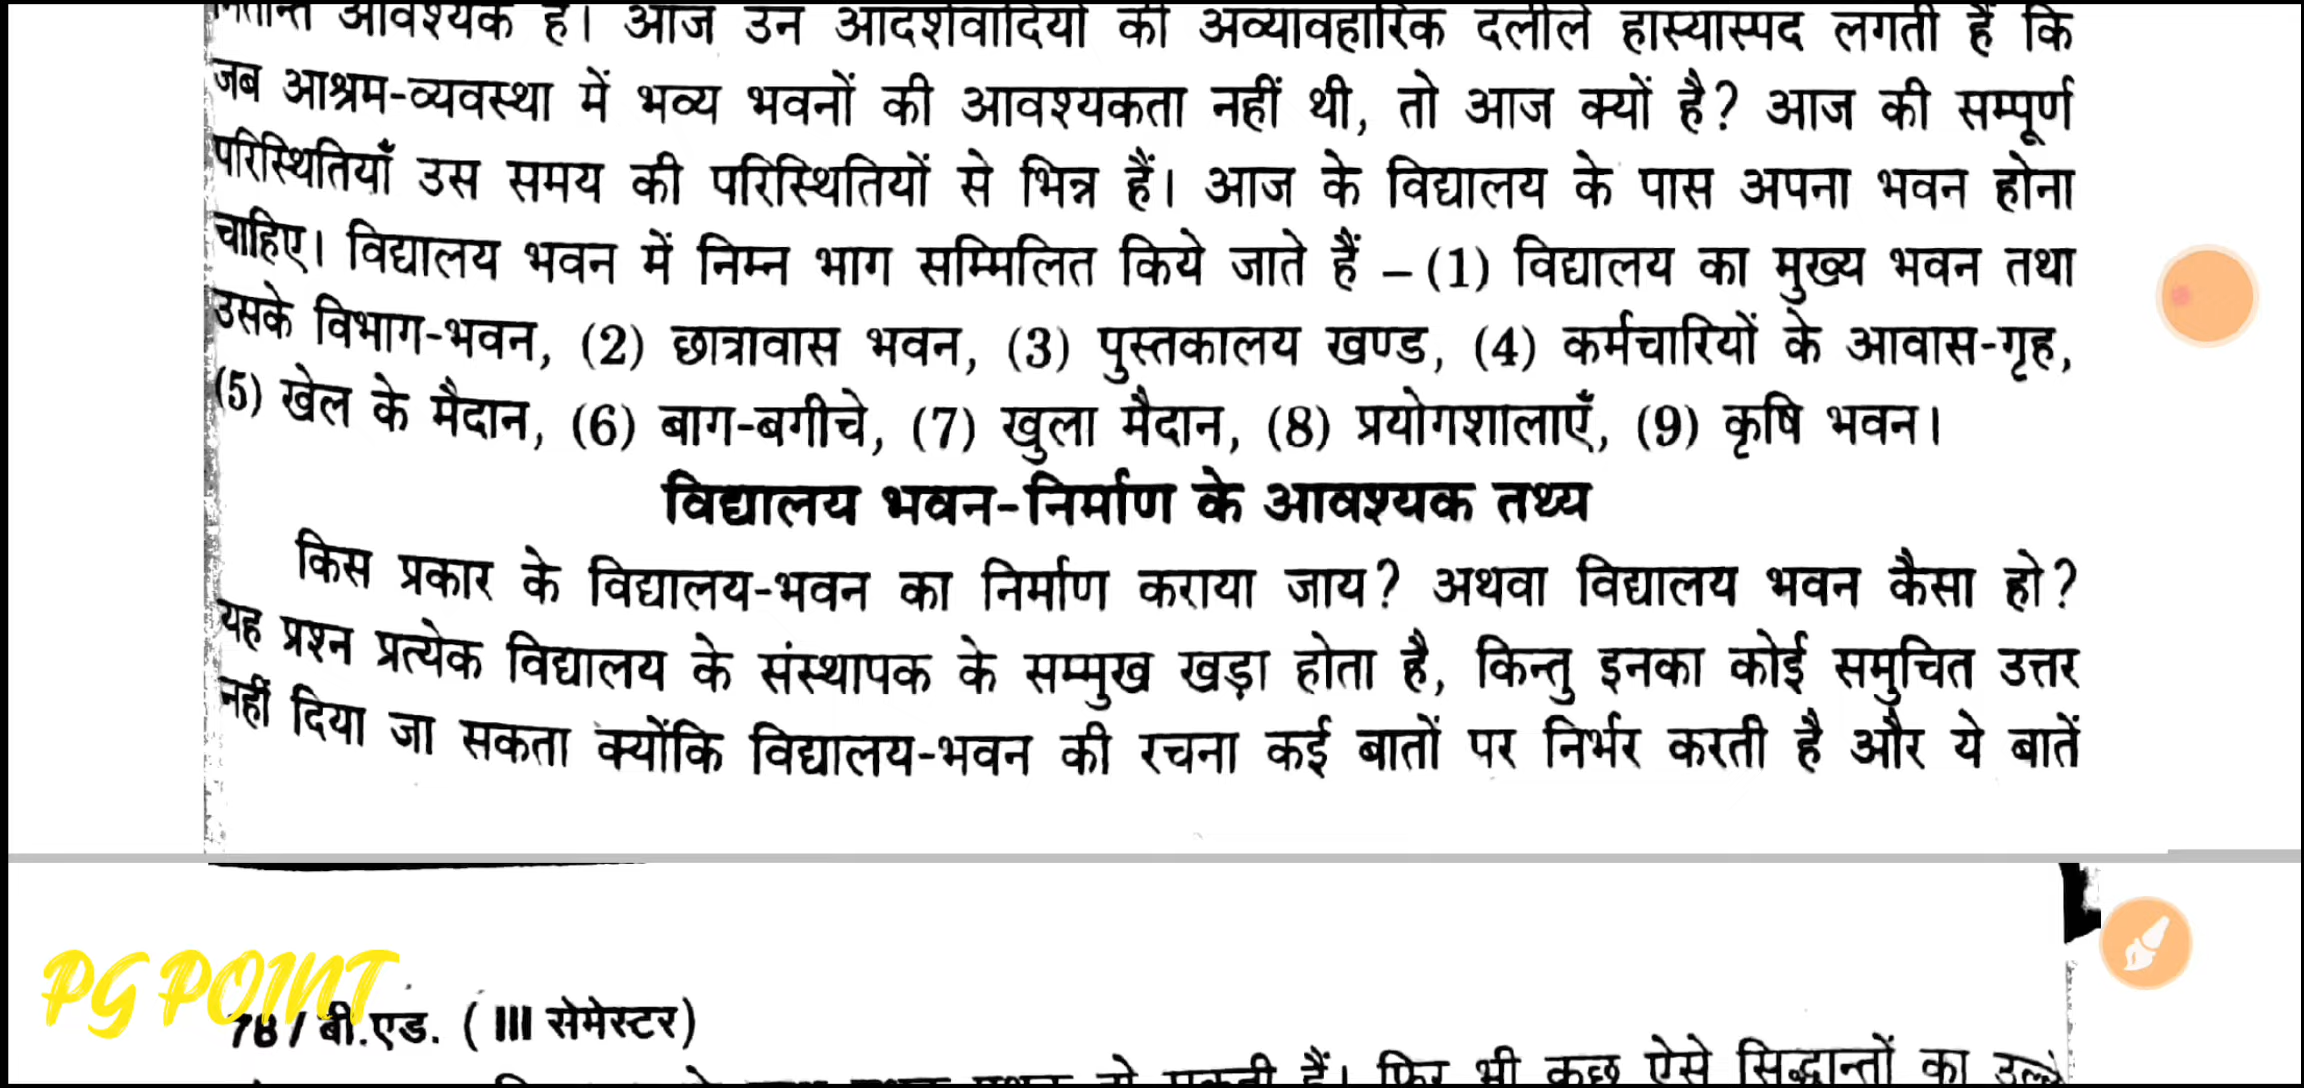 नितान्त आवश्यक है। आज उन आदर्शवादियों की अव्यावहारिक दलीलें हास्यास्पद लगती हैं कि
जब आश्रम-व्यवस्था में भव्य भवनों की आवश्यकता नहीं थी, तो आज क्यों है? आज की सम्पूर्ण
परिस्थितियाँ उस समय की परिस्थितियों से भिन्न हैं। आज के विद्यालय के पास अपना भवन होना
चाहिए। विद्यालय भवन में निम्न भाग सम्मिलित किये जाते हैं – (1) विद्यालय का मुख्य भवन तथा
उसके विभाग-भवन, (2) छात्रावास भवन, (3) पुस्तकालय खण्ड, (4) कर्मचारियों के आवास-गृह,
(5) खेल के मैदान, (6) बाग-बगीचे, (7) खुला मैदान, (8) प्रयोगशालाएँ, (9) कृषि भवन।
विद्यालय भवन-निर्माण के आवश्यक तथ्य
किस प्रकार के विद्यालय-भवन का निर्माण कराया जाय? अथवा विद्यालय भवन कैसा हो?
यह प्रश्न प्रत्येक विद्यालय के संस्थापक के सम्मुख खड़ा होता है, किन्तु इनका कोई समुचित उत्तर
नहीं दिया जा सकता क्योंकि विद्यालय-भवन की रचना कई बातों पर निर्भर करती है और ये बातें
PG POINT
78 / बी.एड. ( III सेमेस्टर)
हैं। फिर भी कुछ ऐसे सिद्धान्तों का